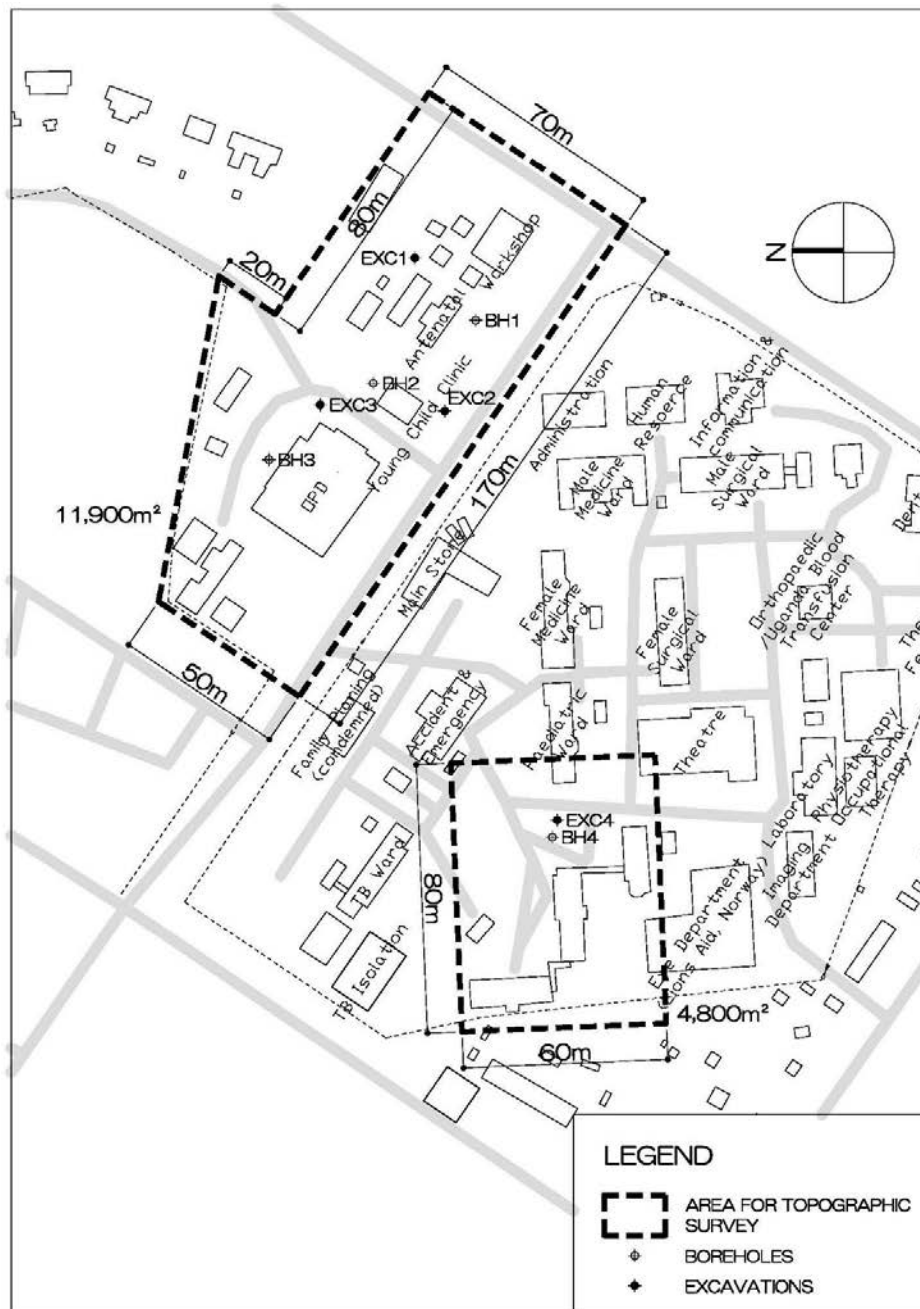 70m
80m
20m
EXC1
Workshop
Antenatal
BH1
N
BH2
EXC3
EXC2
Young Child Clinic
BH3
OPD
11,900m²
170m
50m
Administration
Human
Resoerce
Information &
Communication
Male
Medicine
Ward
Male
Surgical
Ward
Main Store
Female
Medicine
Ward
Female
Surgical
Ward
Orthopaedic
/Uganda Blood
Transfusion
Center
Family Planing
(condemned)
Accident &
Emergency
Paediatric
Ward
Theatre
EXC4
BH4
80m
TB Ward
TB Isolation
Laboratory
Physiotherapy
Occupational
Therapy
Imaging
Department
Eye Department
(Lions Aid, Norway)
4,800m²
60m
LEGEND
AREA FOR TOPOGRAPHIC
SURVEY
BOREHOLES
EXCAVATIONS